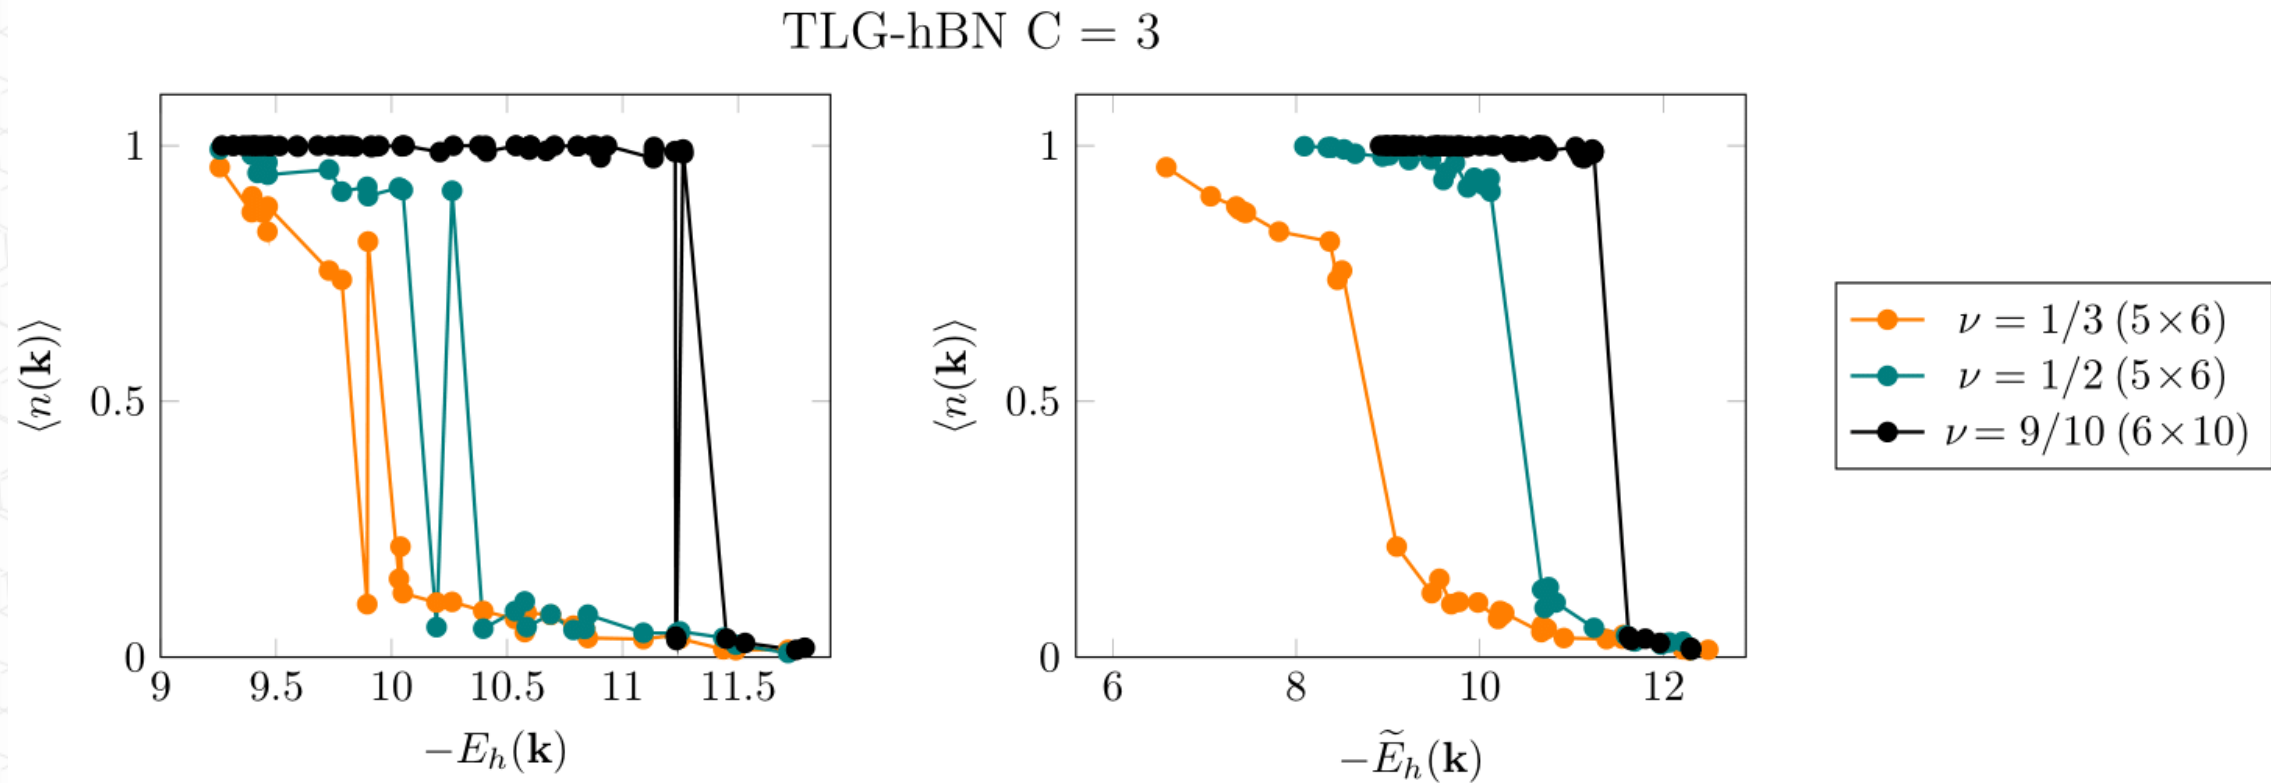 TLG-hBN C = 3
1
0.5
0
⟨n(k)⟩
9 9.5 10 10.5 11 11.5
−E_h(k)
1
0.5
0
⟨n(k)⟩
6 8 10 12
−Ẽ_h(k)
ν = 1/3 (5×6)
ν = 1/2 (5×6)
ν = 9/10 (6×10)